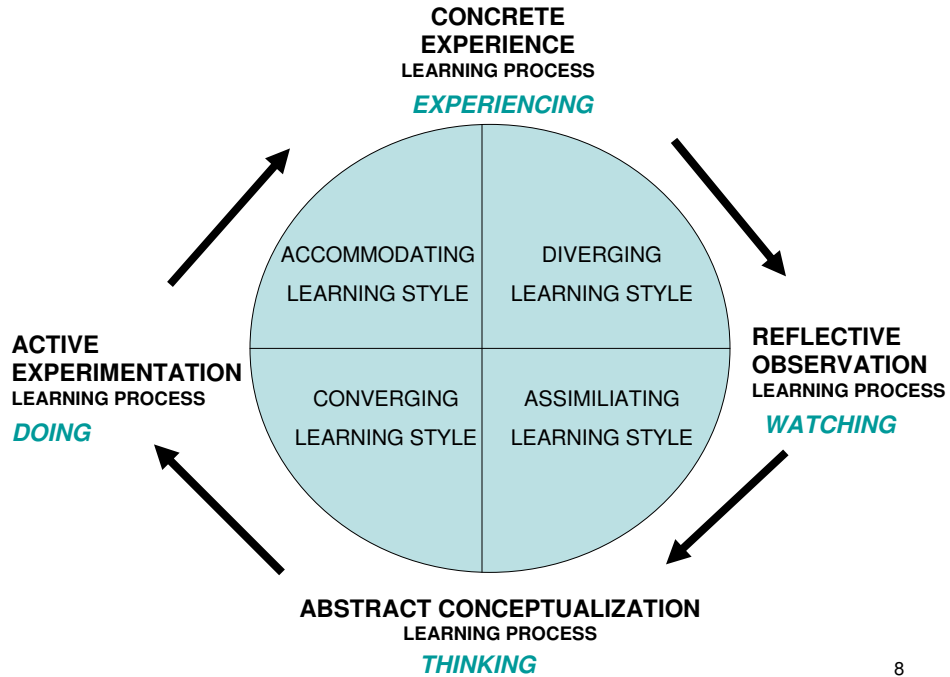 CONCRETE
EXPERIENCE
LEARNING PROCESS
EXPERIENCING
ACCOMMODATING
LEARNING STYLE
DIVERGING
LEARNING STYLE
ACTIVE
EXPERIMENTATION
LEARNING PROCESS
DOING
REFLECTIVE
OBSERVATION
LEARNING PROCESS
WATCHING
CONVERGING
LEARNING STYLE
ASSIMILIATING
LEARNING STYLE
ABSTRACT CONCEPTUALIZATION
LEARNING PROCESS
THINKING
8